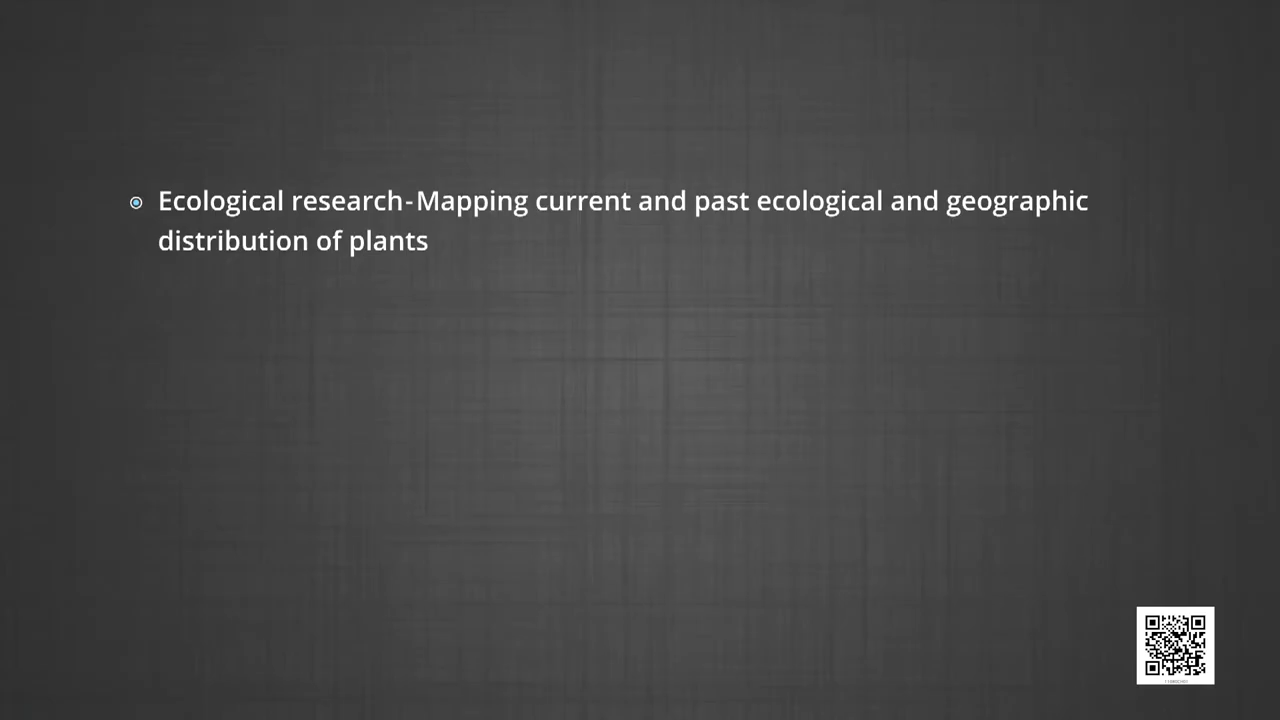 Ecological research-Mapping current and past ecological and geographic
distribution of plants